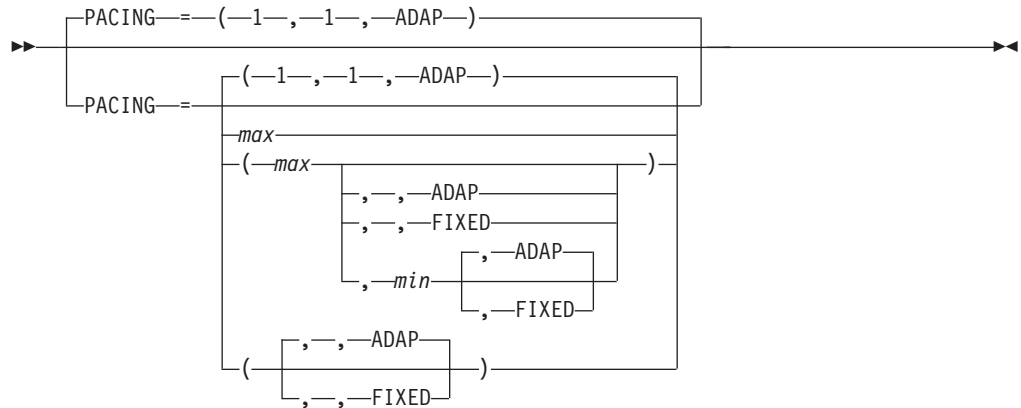 PACING = ( 1 , 1 , ADAP )
( 1 , 1 , ADAP )
PACING =
max
( max )
, , ADAP
, , FIXED
, ADAP
, min
, FIXED
, , ADAP
( )
, , FIXED